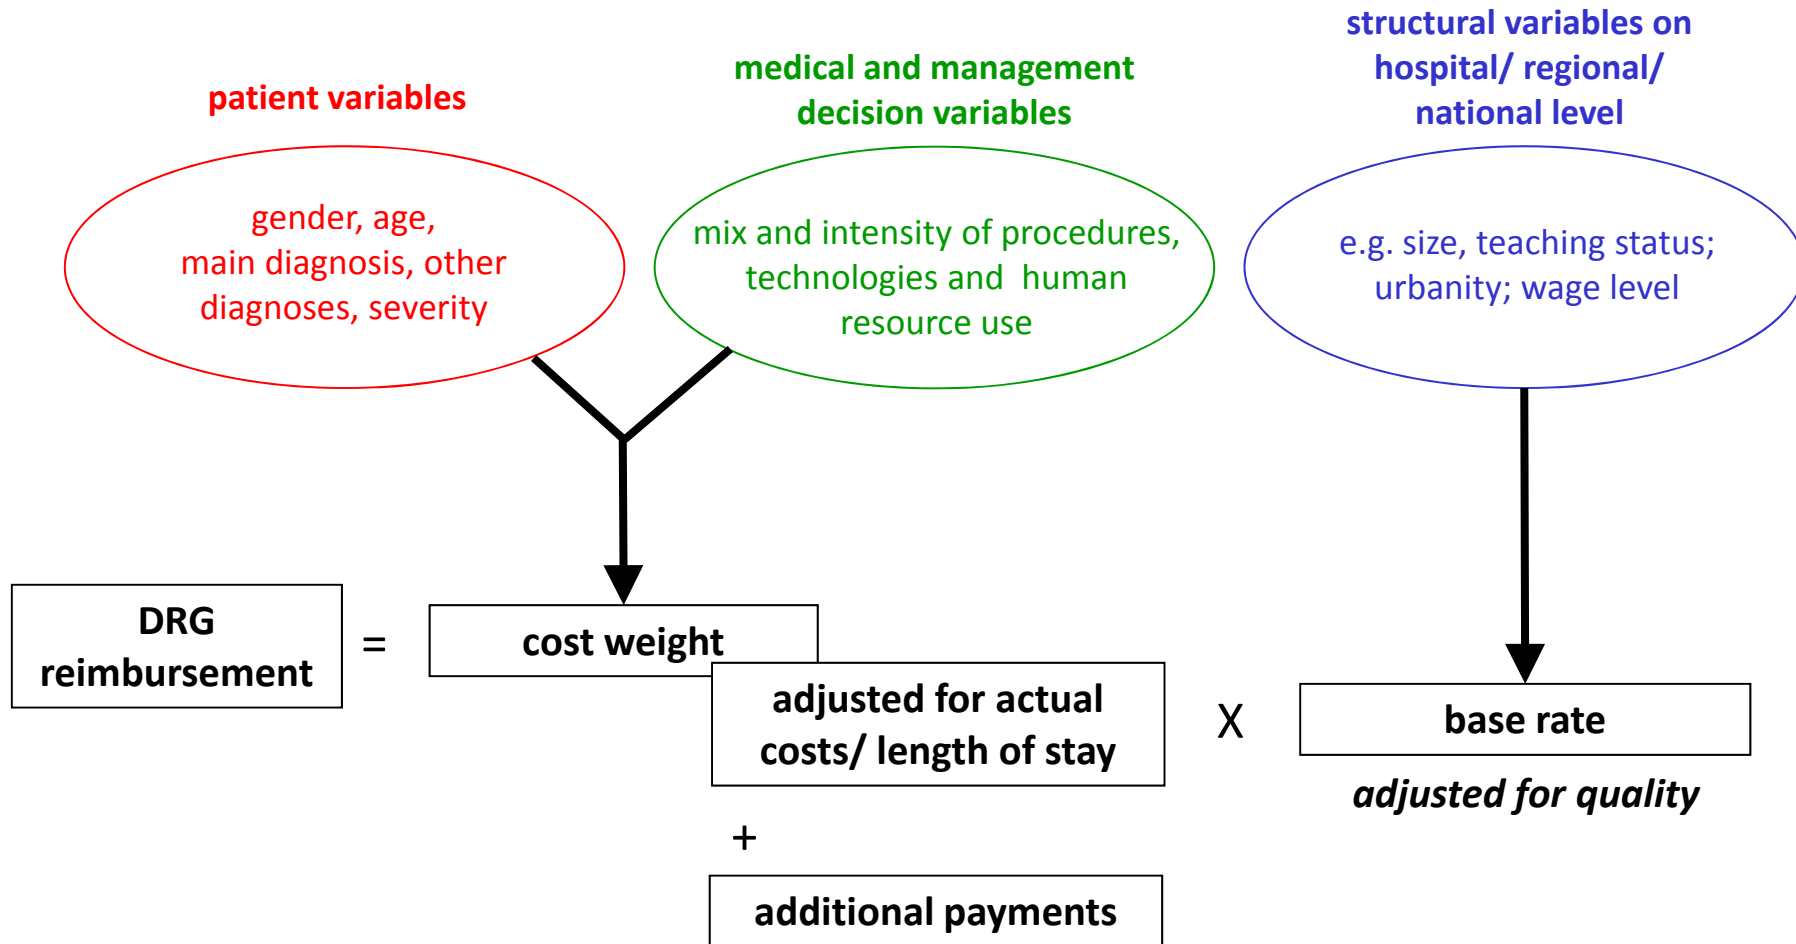 patient variables
gender, age,
main diagnosis, other
diagnoses, severity
medical and management
decision variables
mix and intensity of procedures,
technologies and  human
resource use
structural variables on
hospital/ regional/
national level
e.g. size, teaching status;
urbanity; wage level
DRG
reimbursement
=
cost weight
adjusted for actual
costs/ length of stay
X
base rate
adjusted for quality
+
additional payments